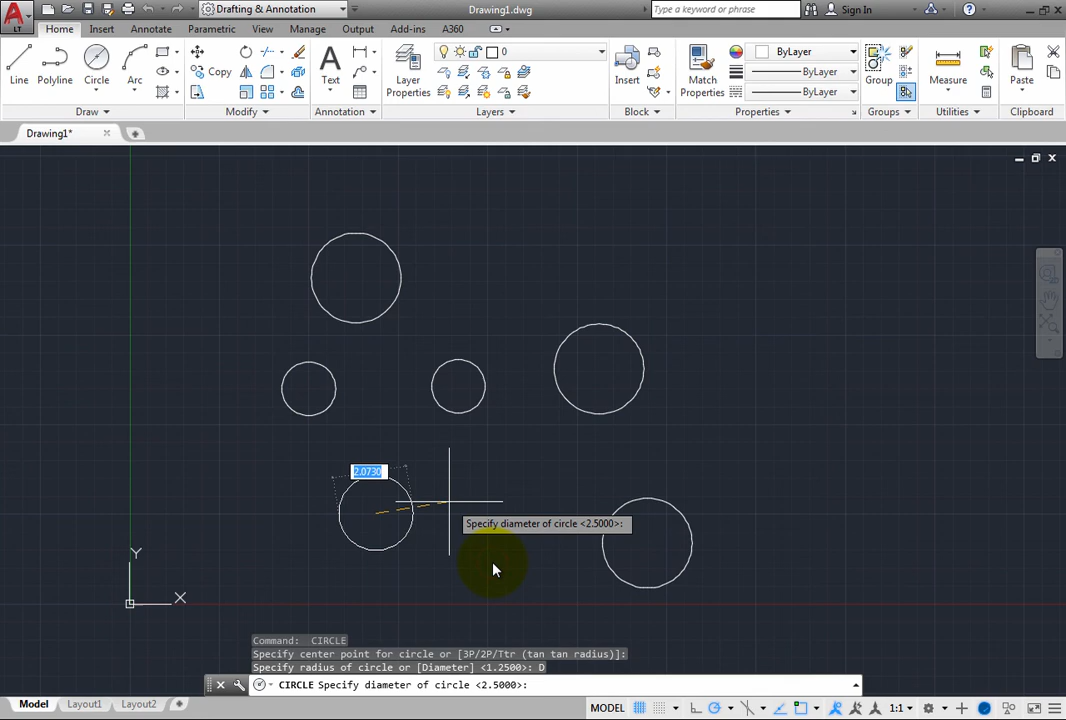 Drafting & Annotation
Drawing1.dwg
Type a keyword or phrase
Sign In
LT
Home Insert Annotate Parametric View Manage Output Add-ins A360
Line Polyline Circle Arc
Copy
Text
Layer
Properties
0
Insert
Match
Properties
ByLayer
ByLayer
ByLayer
Group
Measure
Paste
Draw Modify Annotation Layers Block Properties Groups Utilities Clipboard
Drawing1*
2.0730
Specify diameter of circle <2.5000>:
Y
X
Command: CIRCLE
Specify center point for circle or [3P/2P/Ttr (tan tan radius)]:
Specify radius of circle or [Diameter] <1.2500>: D
CIRCLE Specify diameter of circle <2.5000>:
Model Layout1 Layout2
MODEL
1:1